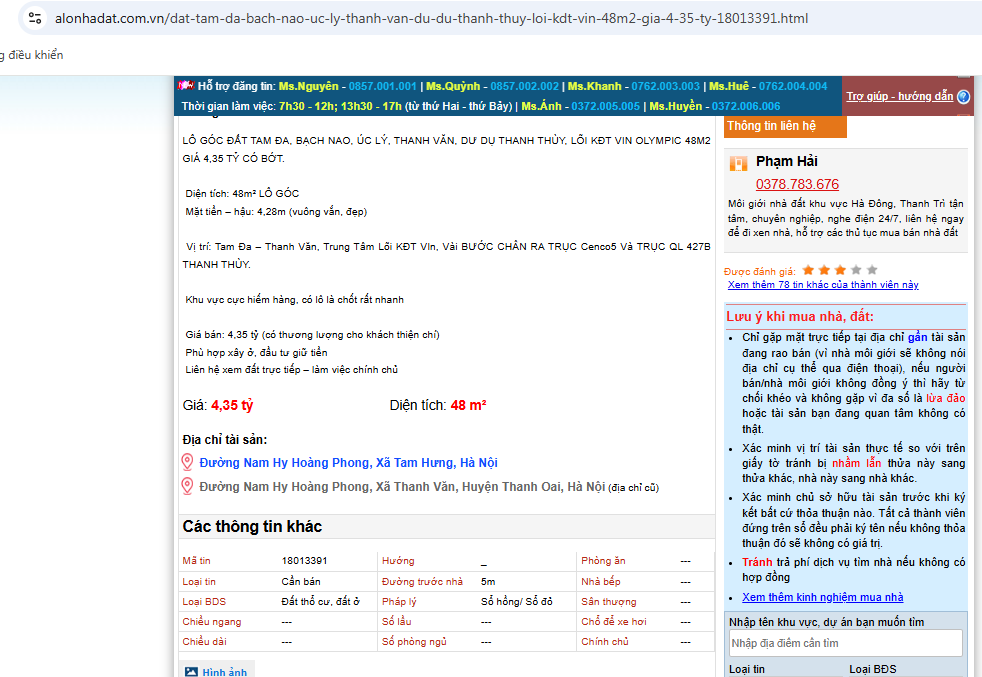 alonhadat.com.vn/dat-tam-da-bach-nao-uc-ly-thanh-van-du-du-thanh-thuy-loi-kdt-vin-48m2-gia-4-35-ty-18013391.html
g điều khiển
Hỗ trợ đăng tin: Ms.Nguyên - 0857.001.001 | Ms.Quỳnh - 0857.002.002 | Ms.Khanh - 0762.003.003 | Ms.Huê - 0762.004.004
Thời gian làm việc: 7h30 - 12h; 13h30 - 17h (từ thứ Hai - thứ Bảy) | Ms.Ánh - 0372.005.005 | Ms.Huyền - 0372.006.006
Trợ giúp - hướng dẫn
LÔ GÓC ĐẤT TAM ĐA, BẠCH NAO, ÚC LÝ, THANH VĂN, DƯ DỤ THANH THỦY, LÕI KĐT VIN OLYMPIC 48M2
GIÁ 4,35 TỶ CÓ BỚT.
Diện tích: 48m² LÔ GÓC
Mặt tiền – hậu: 4,28m (vuông vắn, đẹp)
Vị trí: Tam Đa – Thanh Văn, Trung Tâm Lõi KĐT VIn, Vài BƯỚC CHÂN RA TRỤC Cenco5 Và TRỤC QL 427B
THANH THỦY.
Khu vực cực hiếm hàng, có lô là chốt rất nhanh
Giá bán: 4,35 tỷ (có thương lượng cho khách thiện chí)
Phù hợp xây ở, đầu tư giữ tiền
Liên hệ xem đất trực tiếp – làm việc chính chủ
Giá: 4,35 tỷ
Diện tích: 48 m²
Địa chỉ tài sản:
Đường Nam Hy Hoàng Phong, Xã Tam Hưng, Hà Nội
Đường Nam Hy Hoàng Phong, Xã Thanh Văn, Huyện Thanh Oai, Hà Nội (địa chỉ cũ)
Các thông tin khác
Mã tin 18013391 Hướng _ Phòng ăn ---
Loại tin Cần bán Đường trước nhà 5m Nhà bếp ---
Loại BDS Đất thổ cư, đất ở Pháp lý Sổ hồng/ Sổ đỏ Sân thượng ---
Chiều ngang --- Số lầu --- Chổ để xe hơi ---
Chiều dài --- Số phòng ngủ --- Chính chủ ---
Hình ảnh
Thông tin liên hệ
Phạm Hải
0378.783.676
Môi giới nhà đất khu vực Hà Đông, Thanh Trì tận
tâm, chuyên nghiệp, nghe điện 24/7, liên hệ ngay
để đi xen nhà, hỗ trợ các thủ tục mua bán nhà đất
Được đánh giá:
Xem thêm 78 tin khác của thành viên này
Lưu ý khi mua nhà, đất:
• Chỉ gặp mặt trực tiếp tại địa chỉ gần tài sản
đang rao bán (vì nhà môi giới sẽ không nói
địa chỉ cụ thể qua điện thoại), nếu người
bán/nhà môi giới không đồng ý thì hãy từ
chối khéo và không gặp vì đa số là lừa đảo
hoặc tài sản bạn đang quan tâm không có
thật.
• Xác minh vị trí tài sản thực tế so với trên
giấy tờ tránh bị nhầm lẫn thửa này sang
thửa khác, nhà này sang nhà khác.
• Xác minh chủ sở hữu tài sản trước khi ký
kết bất cứ thỏa thuận nào. Tất cả thành viên
đứng trên sổ đều phải ký tên nếu không thỏa
thuận đó sẽ không có giá trị.
• Tránh trả phí dịch vụ tìm nhà nếu không có
hợp đồng
• Xem thêm kinh nghiệm mua nhà
Nhập tên khu vực, dự án bạn muốn tìm
Nhập địa điểm cần tìm
Loại tin Loại BĐS